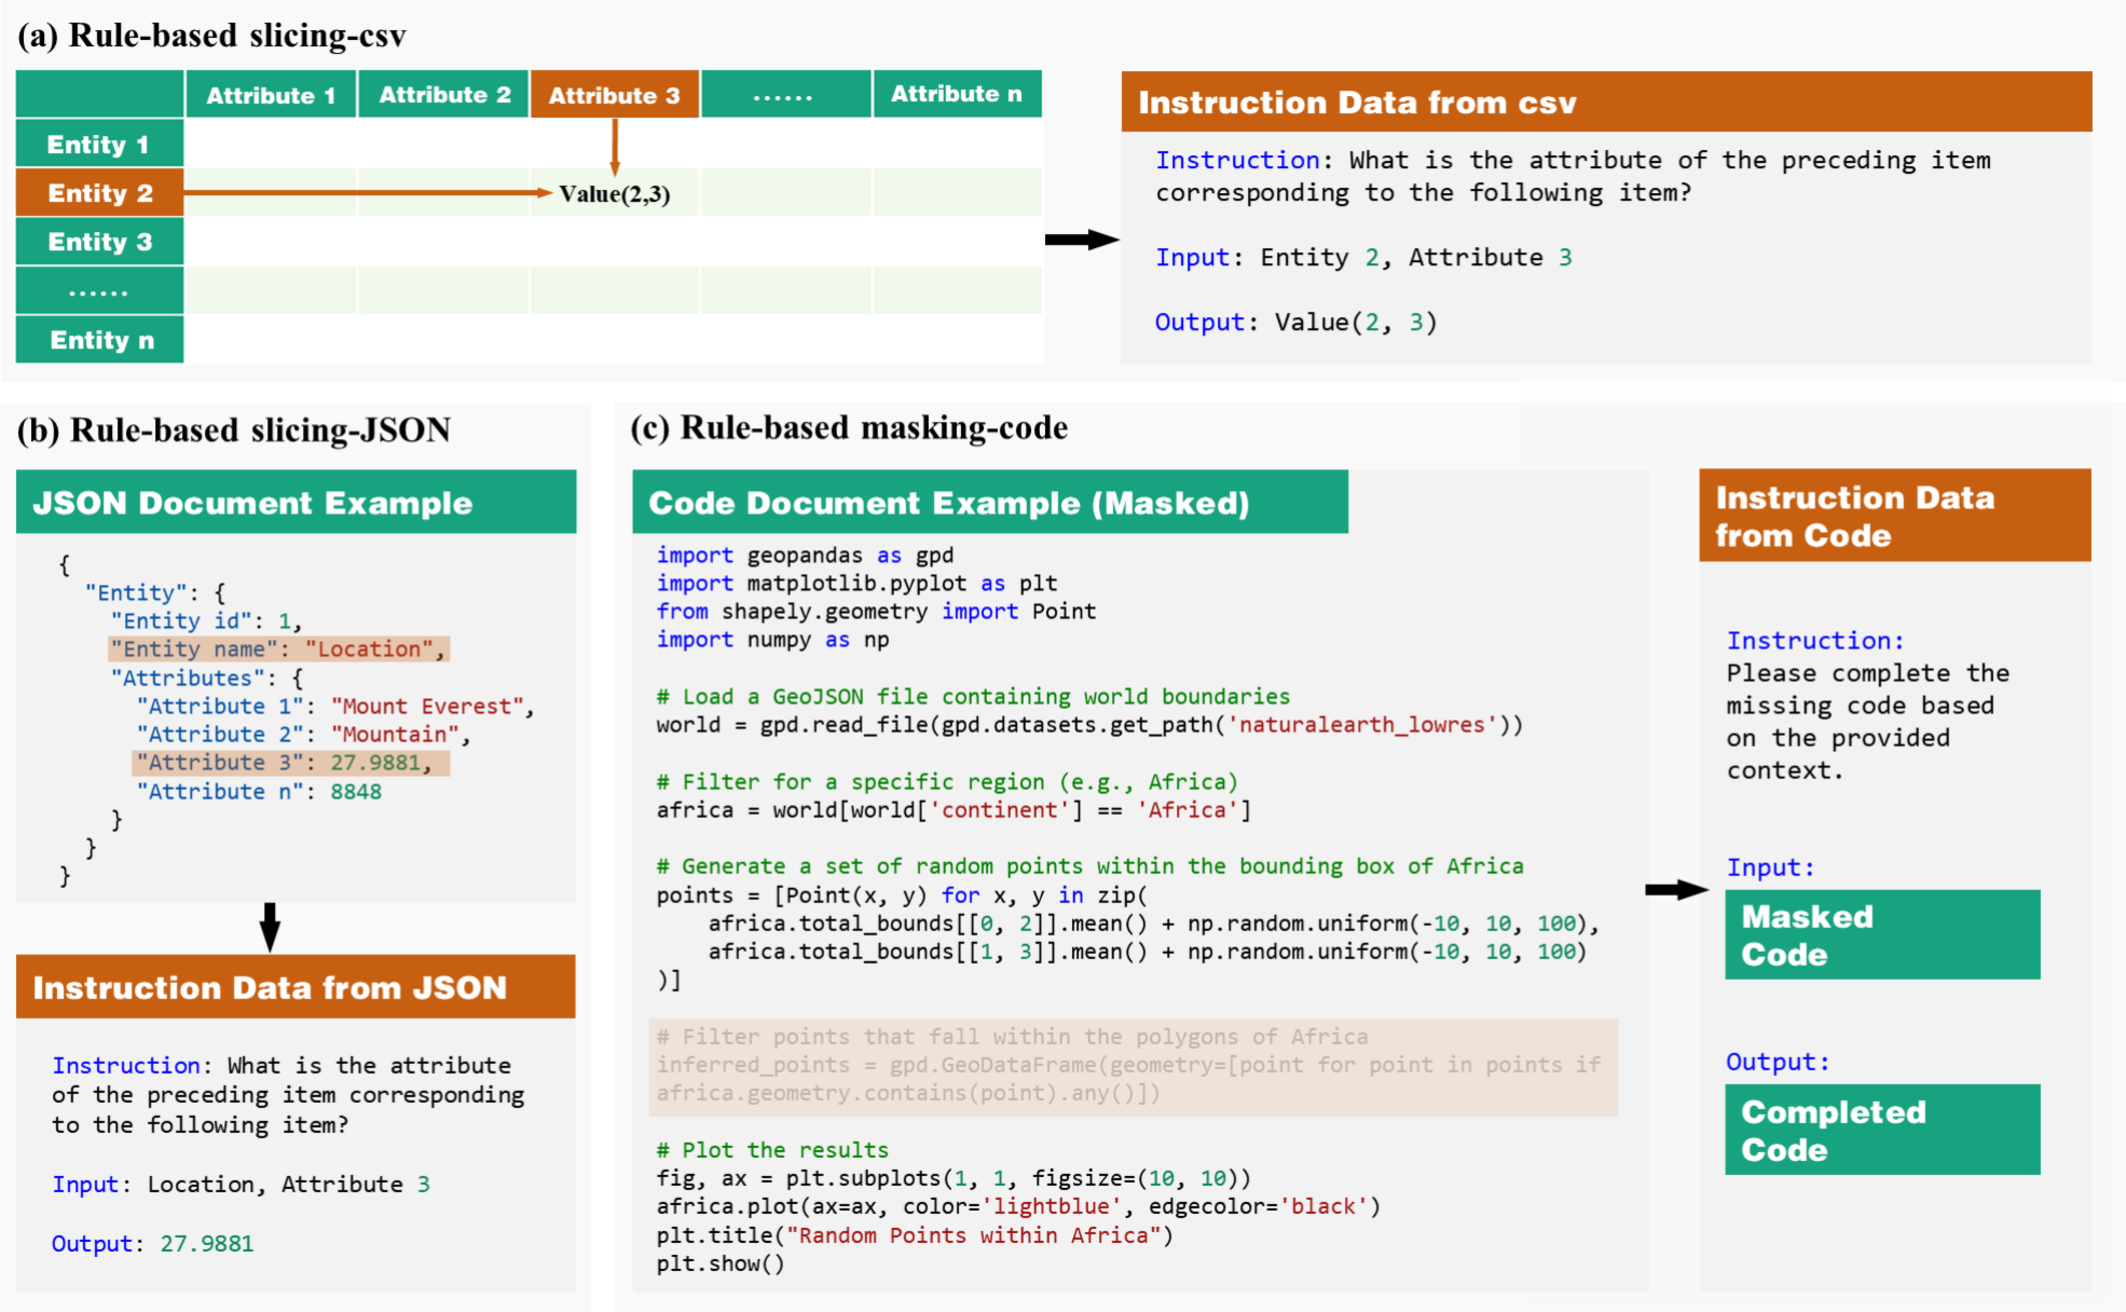 (a) Rule-based slicing-csv
Attribute 1 Attribute 2 Attribute 3 ...... Attribute n
Entity 1
Entity 2 Value(2,3)
Entity 3
......
Entity n
Instruction Data from csv
Instruction: What is the attribute of the preceding item
corresponding to the following item?
Input: Entity 2, Attribute 3
Output: Value(2, 3)
(b) Rule-based slicing-JSON
JSON Document Example
{
"Entity": {
"Entity id": 1,
"Entity name": "Location",
"Attributes": {
"Attribute 1": "Mount Everest",
"Attribute 2": "Mountain",
"Attribute 3": 27.9881,
"Attribute n": 8848
}
}
}
Instruction Data from JSON
Instruction: What is the attribute
of the preceding item corresponding
to the following item?
Input: Location, Attribute 3
Output: 27.9881
(c) Rule-based masking-code
Code Document Example (Masked)
import geopandas as gpd
import matplotlib.pyplot as plt
from shapely.geometry import Point
import numpy as np
# Load a GeoJSON file containing world boundaries
world = gpd.read_file(gpd.datasets.get_path('naturalearth_lowres'))
# Filter for a specific region (e.g., Africa)
africa = world[world['continent'] == 'Africa']
# Generate a set of random points within the bounding box of Africa
points = [Point(x, y) for x, y in zip(
africa.total_bounds[[0, 2]].mean() + np.random.uniform(-10, 10, 100),
africa.total_bounds[[1, 3]].mean() + np.random.uniform(-10, 10, 100)
)]
# Filter points that fall within the polygons of Africa
inferred_points = gpd.GeoDataFrame(geometry=[point for point in points if
africa.geometry.contains(point).any()])
# Plot the results
fig, ax = plt.subplots(1, 1, figsize=(10, 10))
africa.plot(ax=ax, color='lightblue', edgecolor='black')
plt.title("Random Points within Africa")
plt.show()
Instruction Data
from Code
Instruction:
Please complete the
missing code based
on the provided
context.
Input:
Masked
Code
Output:
Completed
Code